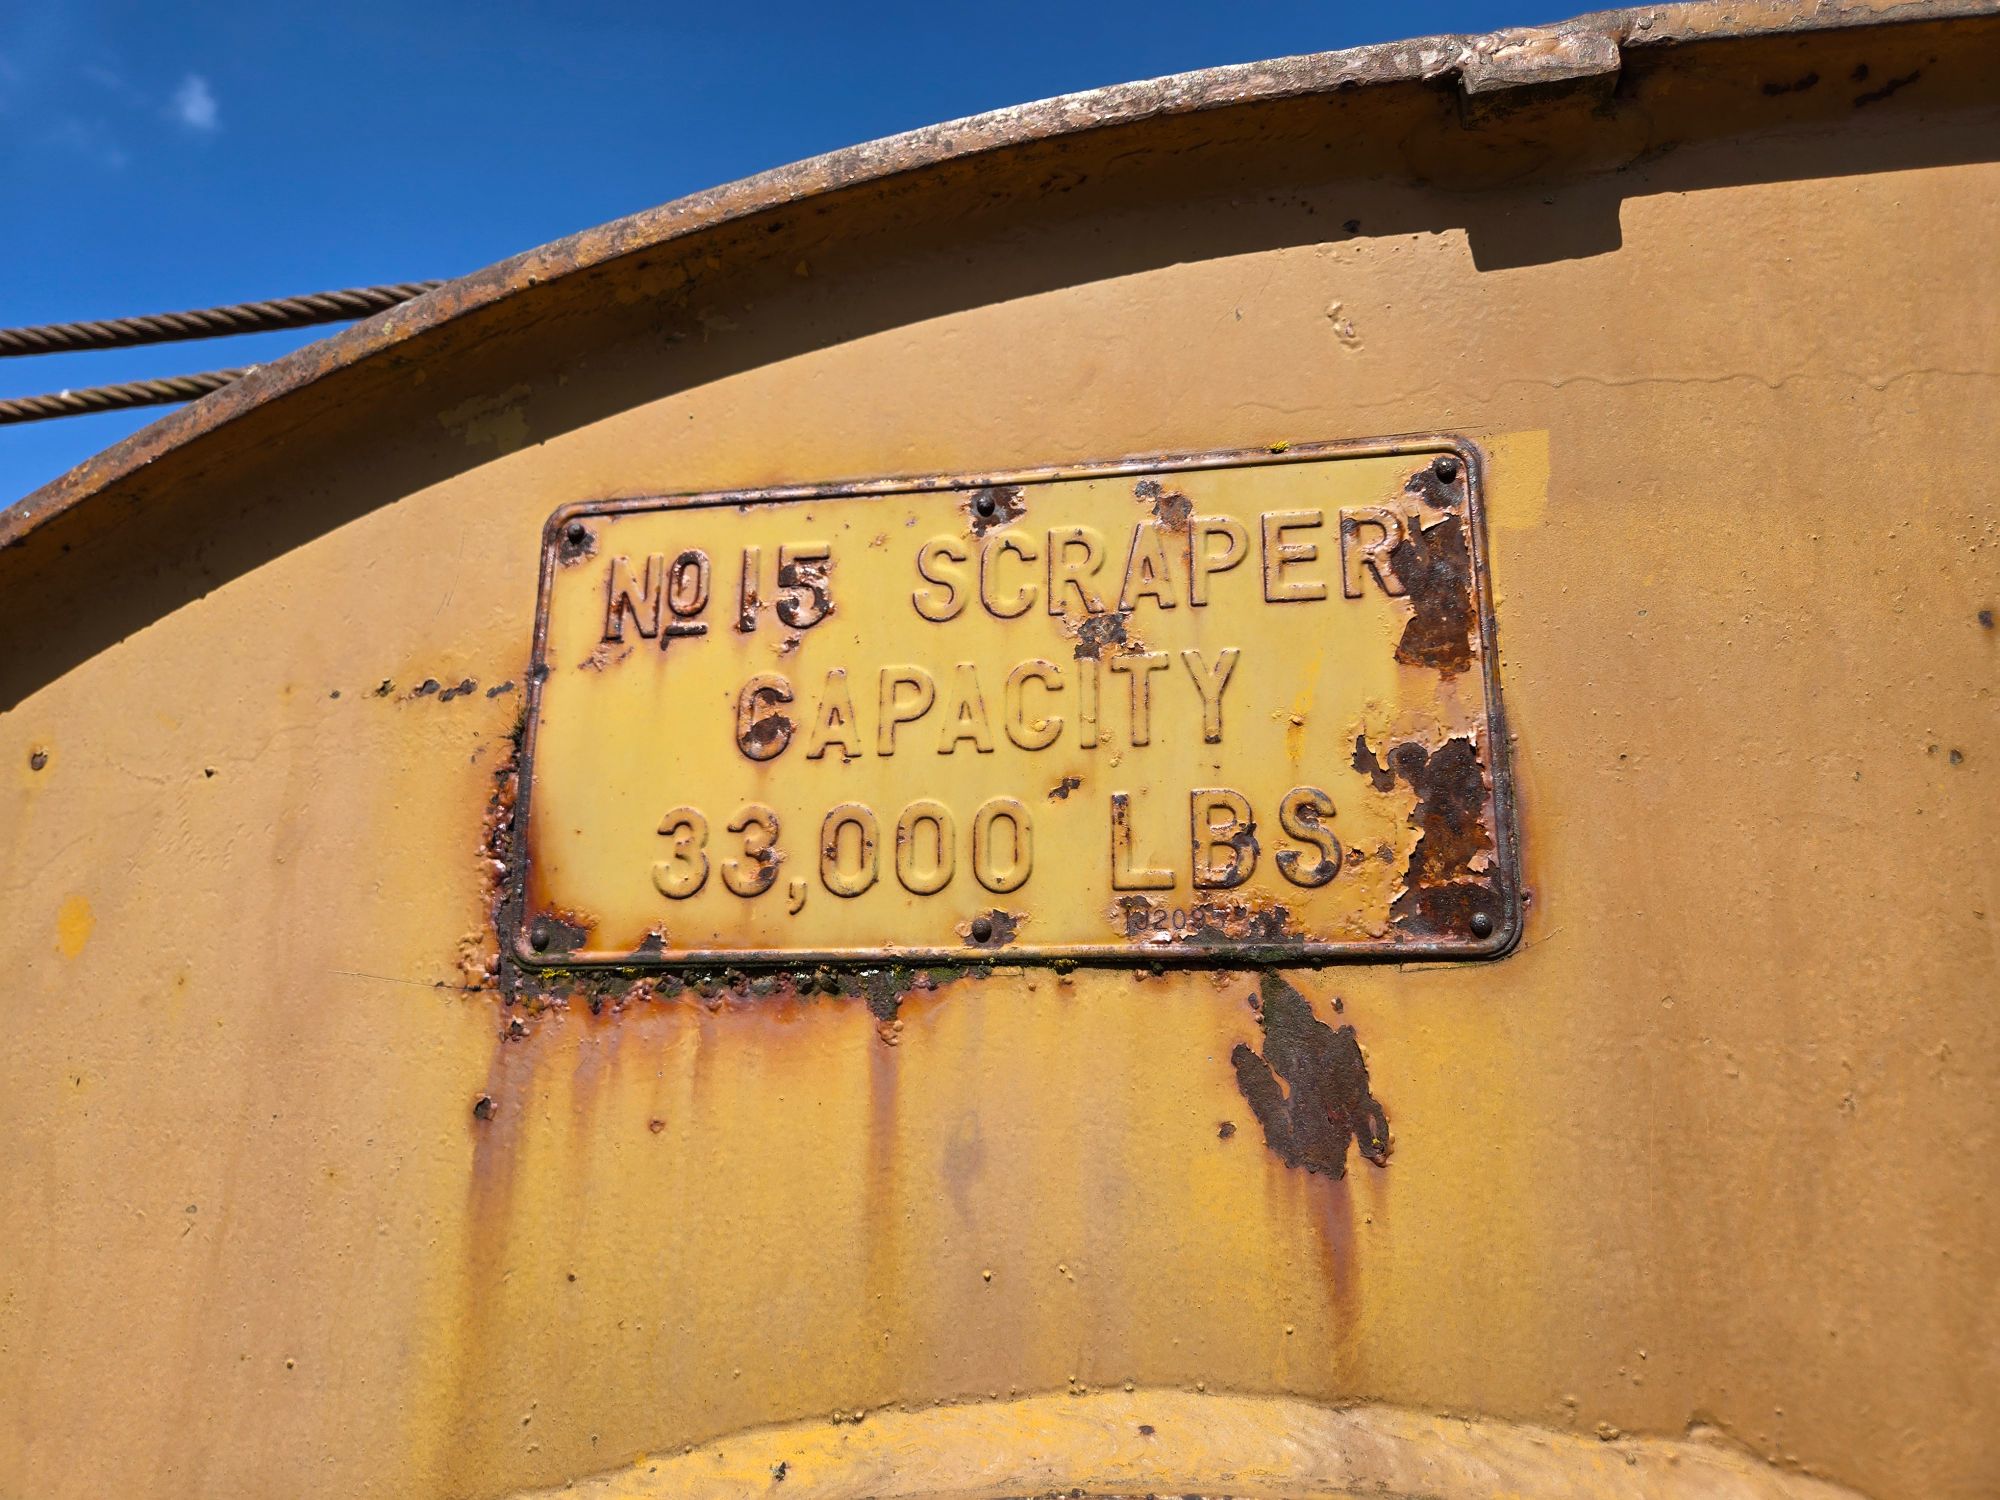 Nº 15 SCRAPER
CAPACITY
33,000 LBS